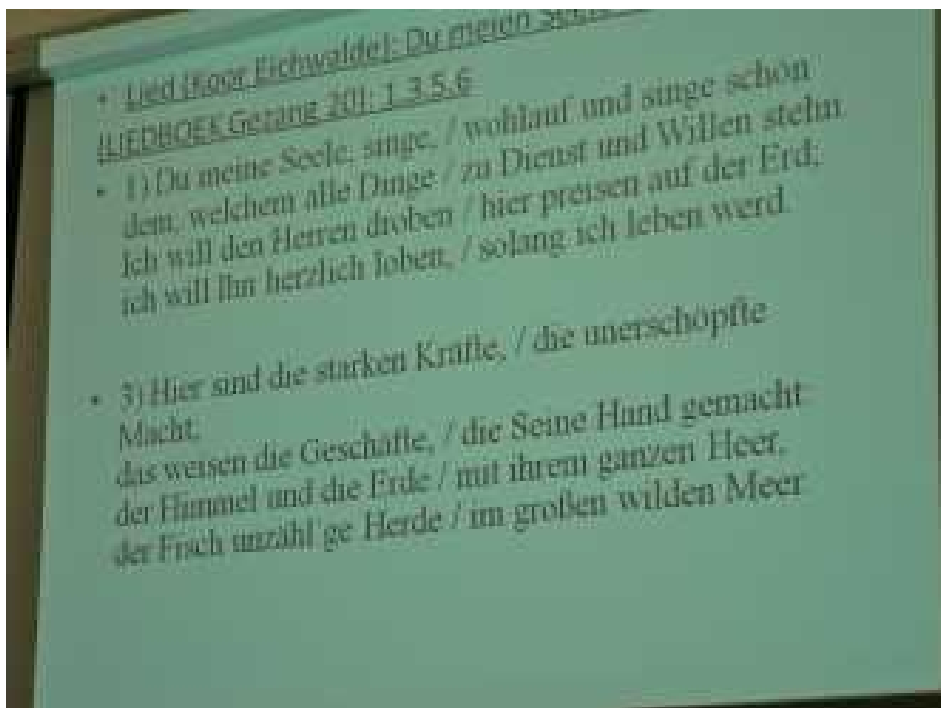 • Lied (Koor Eichwalde): Du meien Seele
(LIEDBOEK Gezang 20): 1.3.5.6
• 1) Du meine Seele, singe, / wohlauf und singe schön
dem, welchem alle Dinge / zu Dienst und Willen stehn.
Ich will den Herren droben / hier preisen auf der Erd;
ich will Ihn herzlich loben, / solang ich leben werd.
• 3) Hier sind die starken Kräfte, / die unerschöpfte
Macht;
das weisen die Geschäfte, / die Seine Hand gemacht:
der Himmel und die Erde / mit ihrem ganzen Heer,
der Fisch unzähl'ge Herde / im großen wilden Meer